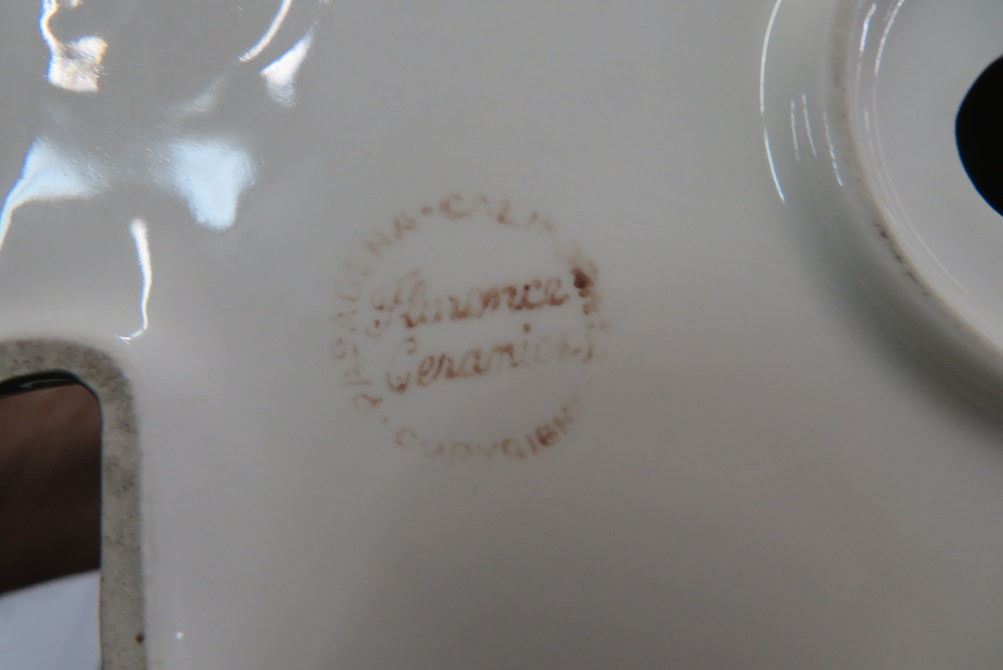 PASADENA • CALIF
Florence
Ceramics
COPYRIGHT